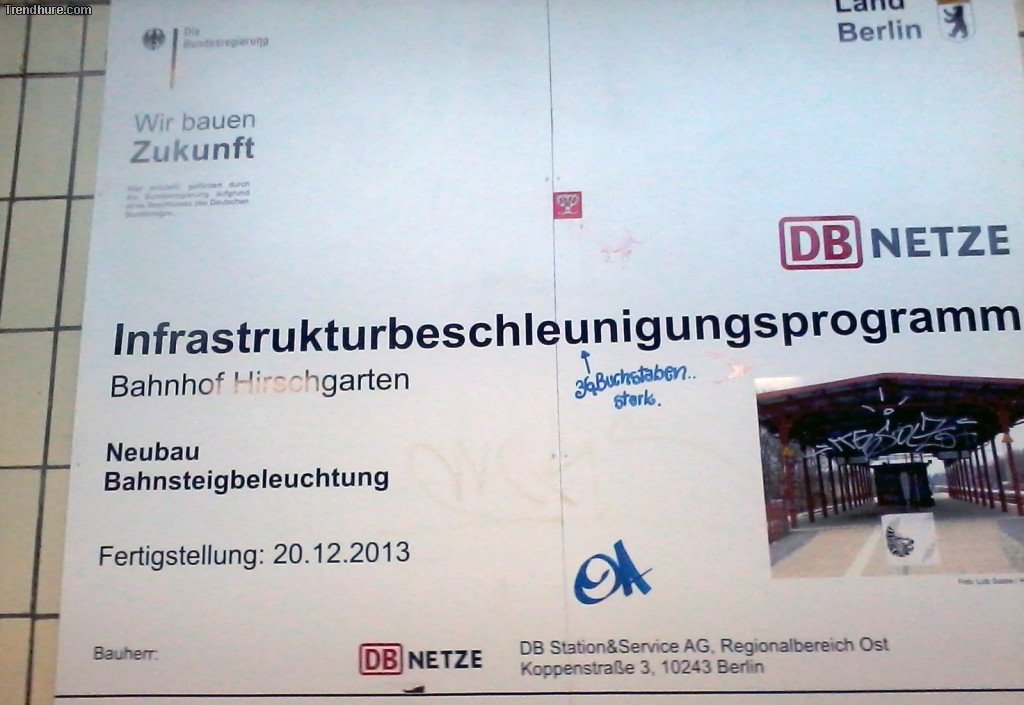 Trendhure.com
Die
Bundesregierung
Land
Berlin
Wir bauen
Zukunft
DB NETZE
Infrastrukturbeschleunigungsprogramm
Bahnhof Hirschgarten
Buchstaben..
stark.
Neubau
Bahnsteigbeleuchtung
Fertigstellung: 20.12.2013
Bauherr:
DB NETZE
DB Station&Service AG, Regionalbereich Ost
Koppenstraße 3, 10243 Berlin